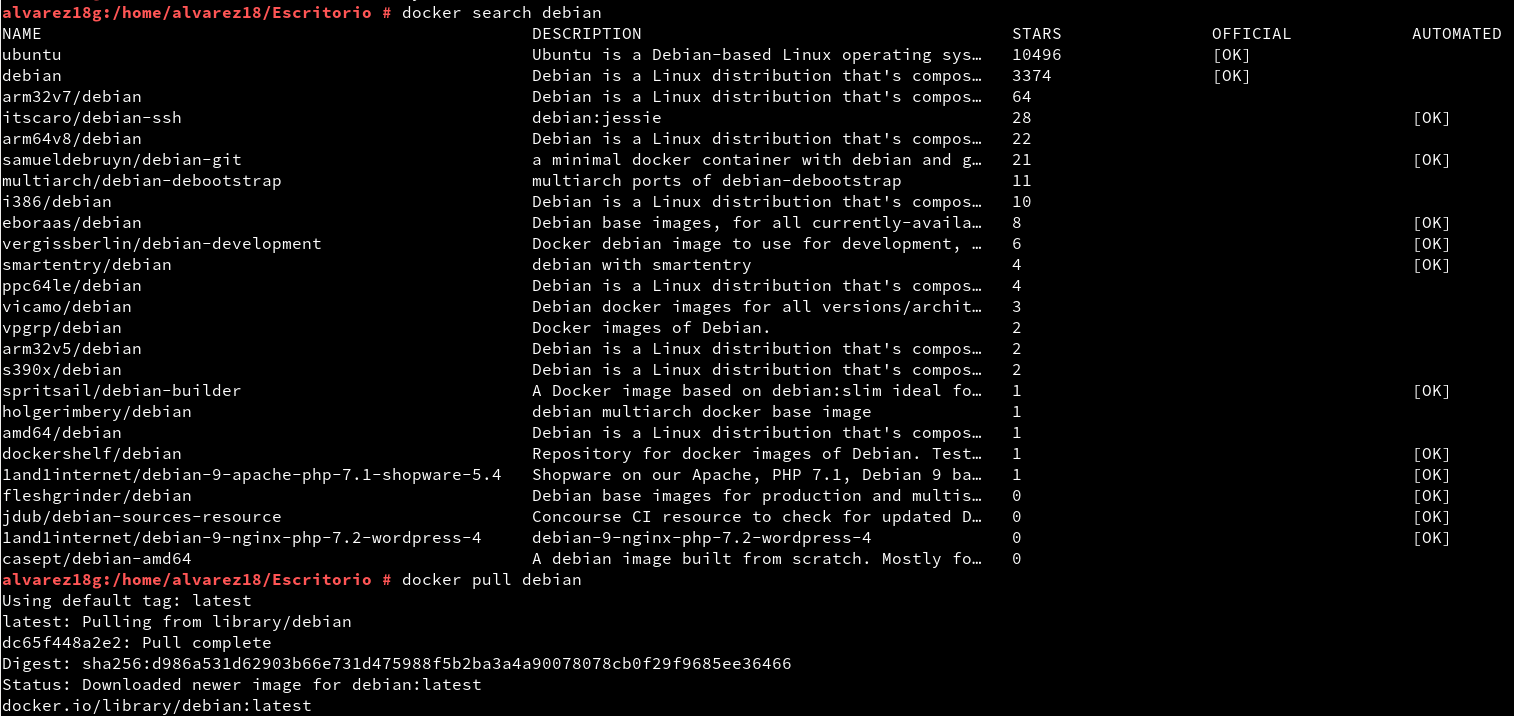 alvarez18g:/home/alvarez18/Escritorio # docker search debian
NAME DESCRIPTION STARS OFFICIAL AUTOMATED
ubuntu Ubuntu is a Debian-based Linux operating sys… 10496 [OK]
debian Debian is a Linux distribution that's compos… 3374 [OK]
arm32v7/debian Debian is a Linux distribution that's compos… 64
itscaro/debian-ssh debian:jessie 28 [OK]
arm64v8/debian Debian is a Linux distribution that's compos… 22
samueldebruyn/debian-git a minimal docker container with debian and g… 21 [OK]
multiarch/debian-debootstrap multiarch ports of debian-debootstrap 11
i386/debian Debian is a Linux distribution that's compos… 10
eboraas/debian Debian base images, for all currently-availa… 8 [OK]
vergissberlin/debian-development Docker debian image to use for development, … 6 [OK]
smartentry/debian debian with smartentry 4 [OK]
ppc64le/debian Debian is a Linux distribution that's compos… 4
vicamo/debian Debian docker images for all versions/archit… 3
vpgrp/debian Docker images of Debian. 2
arm32v5/debian Debian is a Linux distribution that's compos… 2
s390x/debian Debian is a Linux distribution that's compos… 2
spritsail/debian-builder A Docker image based on debian:slim ideal fo… 1 [OK]
holgerimbery/debian debian multiarch docker base image 1
amd64/debian Debian is a Linux distribution that's compos… 1
dockershelf/debian Repository for docker images of Debian. Test… 1 [OK]
1and1internet/debian-9-apache-php-7.1-shopware-5.4 Shopware on our Apache, PHP 7.1, Debian 9 ba… 1 [OK]
fleshgrinder/debian Debian base images for production and multis… 0 [OK]
jdub/debian-sources-resource Concourse CI resource to check for updated D… 0 [OK]
1and1internet/debian-9-nginx-php-7.2-wordpress-4 debian-9-nginx-php-7.2-wordpress-4 0 [OK]
casept/debian-amd64 A debian image built from scratch. Mostly fo… 0
alvarez18g:/home/alvarez18/Escritorio # docker pull debian
Using default tag: latest
latest: Pulling from library/debian
dc65f448a2e2: Pull complete
Digest: sha256:d986a531d62903b66e731d475988f5b2ba3a4a90078078cb0f29f9685ee36466
Status: Downloaded newer image for debian:latest
docker.io/library/debian:latest